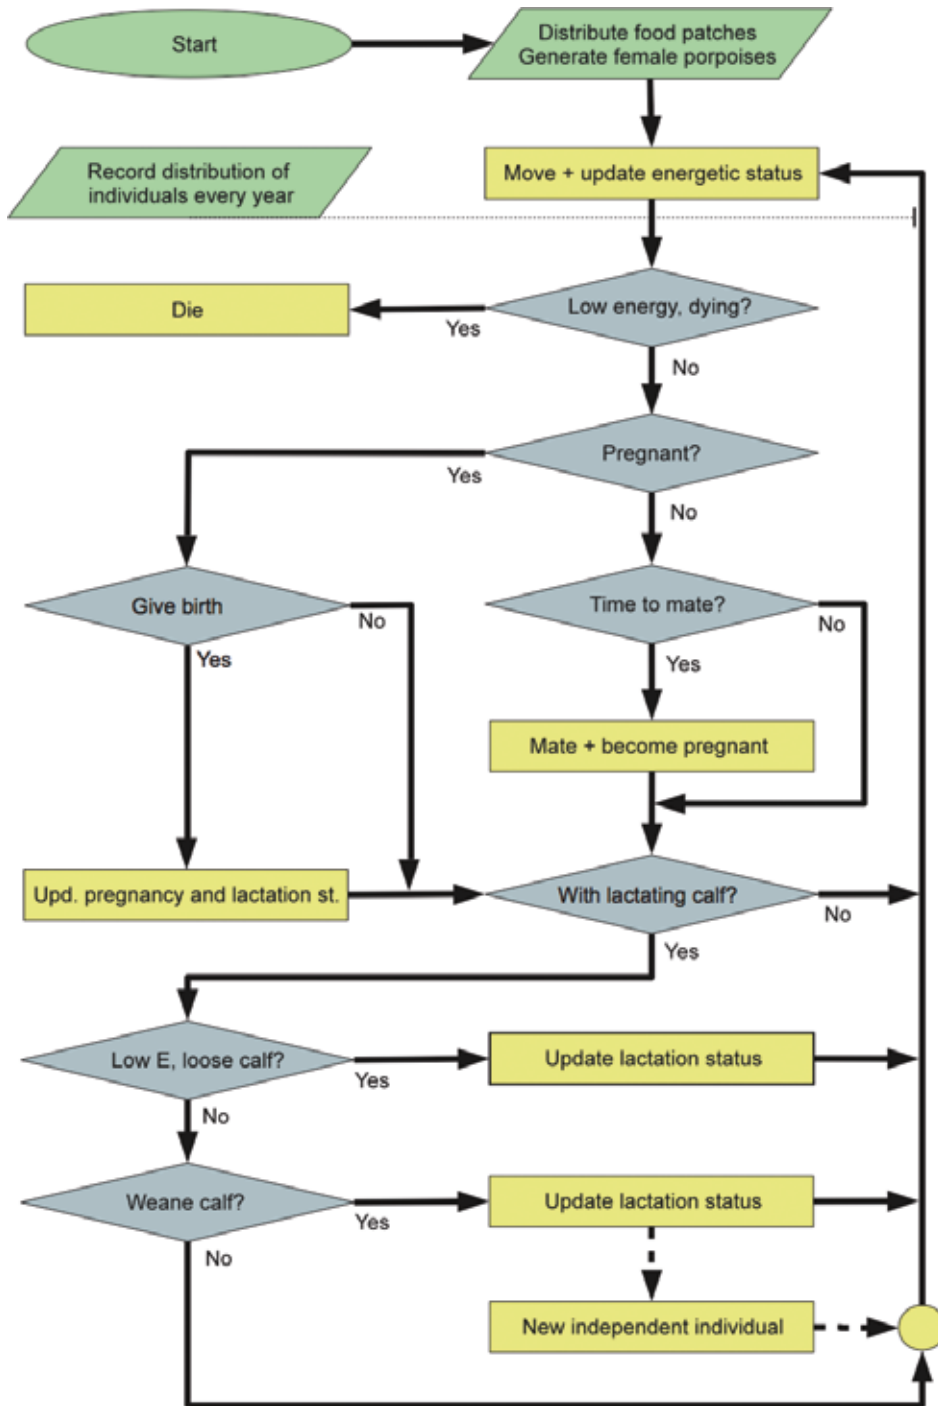 Start
Distribute food patches
Generate female porpoises
Record distribution of
individuals every year
Move + update energetic status
Low energy, dying?
Die
Yes
No
Pregnant?
Yes
No
Give birth
No
Yes
Time to mate?
No
Yes
Mate + become pregnant
Upd. pregnancy and lactation st.
With lactating calf?
No
Yes
Low E, loose calf?
Yes
No
Update lactation status
Weane calf?
Yes
No
Update lactation status
New independent individual